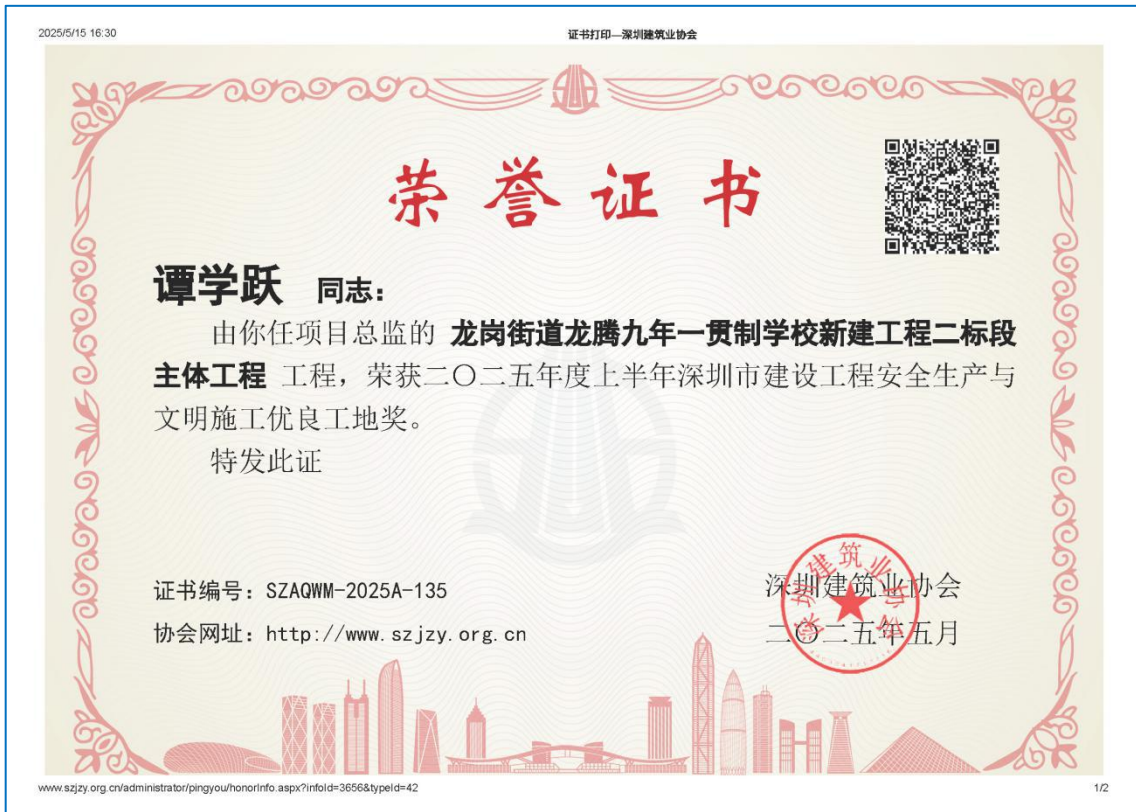 2025/5/15 16:30
证书打印—深圳建筑业协会
荣誉证书
谭学跃 同志：
由你任项目总监的 龙岗街道龙腾九年一贯制学校新建工程二标段
主体工程 工程，荣获二〇二五年度上半年深圳市建设工程安全生产与
文明施工优良工地奖。
特发此证
证书编号：SZAQWM-2025A-135
深圳建筑业协会
协会网址：http://www.szjzy.org.cn
二〇二五年五月
深圳建筑业协会
www.szjzy.org.cn/administrator/pingyou/honorInfo.aspx?infoId=3656&typeId=42
1/2